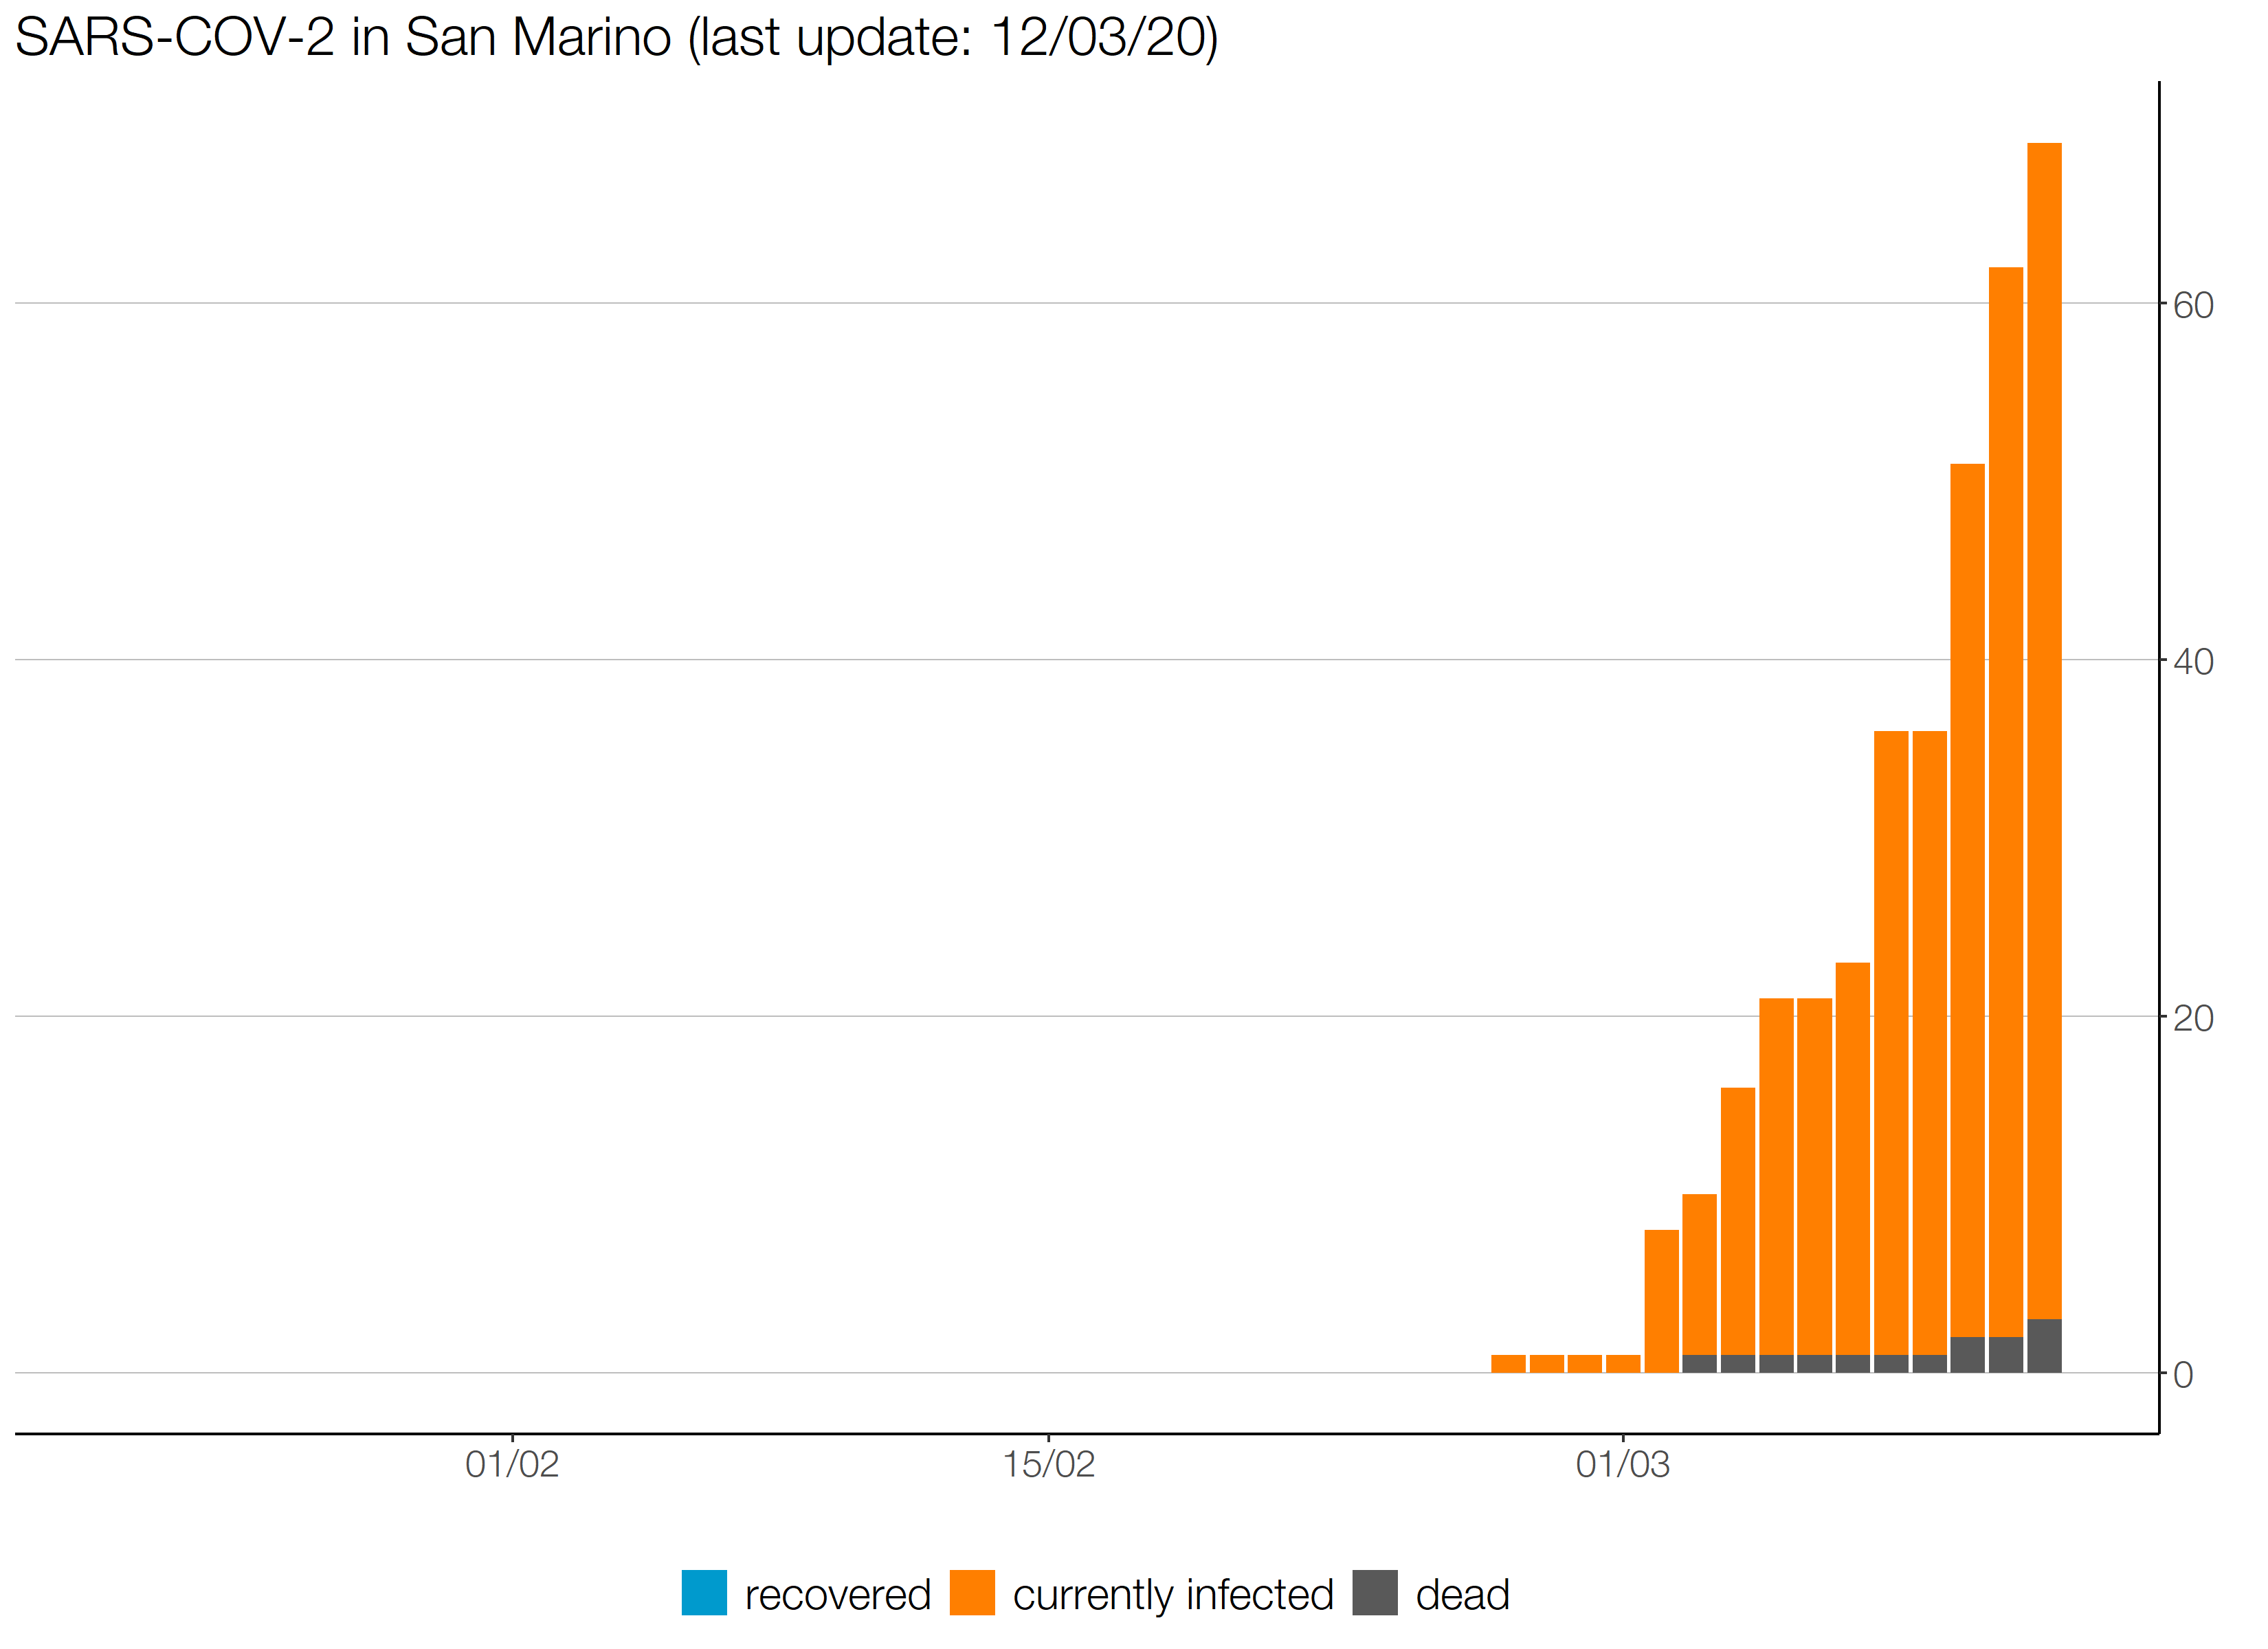 SARS-COV-2 in San Marino (last update: 12/03/20)
60
40
20
0
01/02 15/02 01/03
recovered currently infected dead